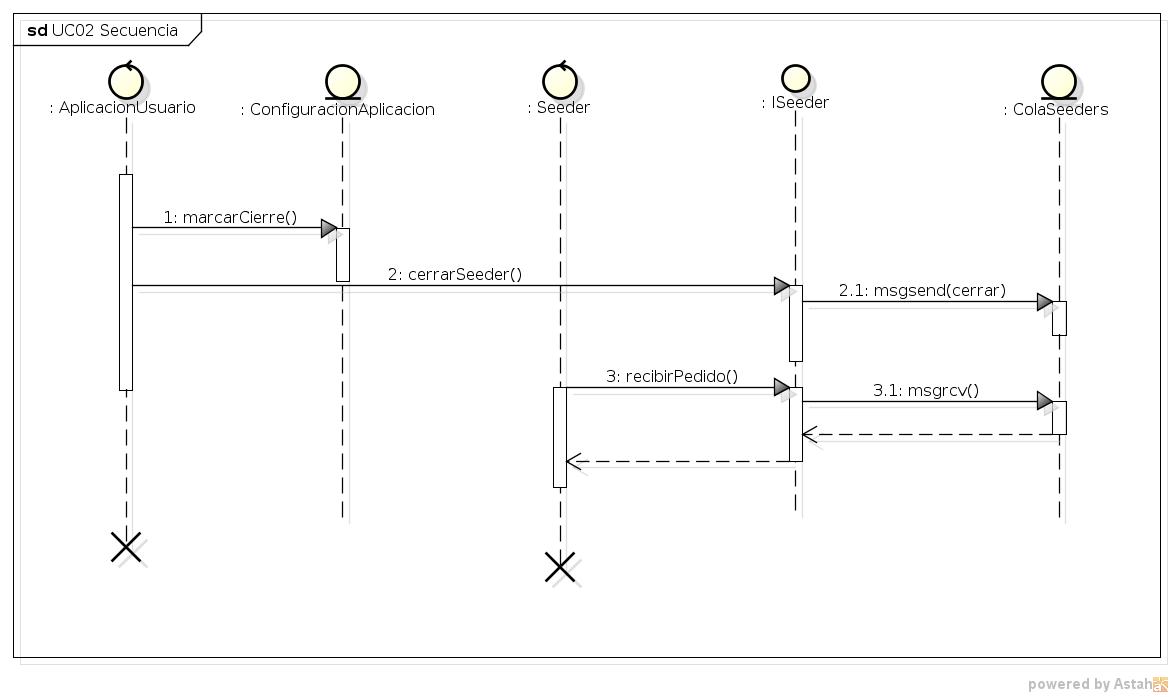 sd UC02 Secuencia
: AplicacionUsuario
: ConfiguracionAplicacion
: Seeder
: ISeeder
: ColaSeeders
1: marcarCierre()
2: cerrarSeeder()
2.1: msgsend(cerrar)
3: recibirPedido()
3.1: msgrcv()
powered by Astah